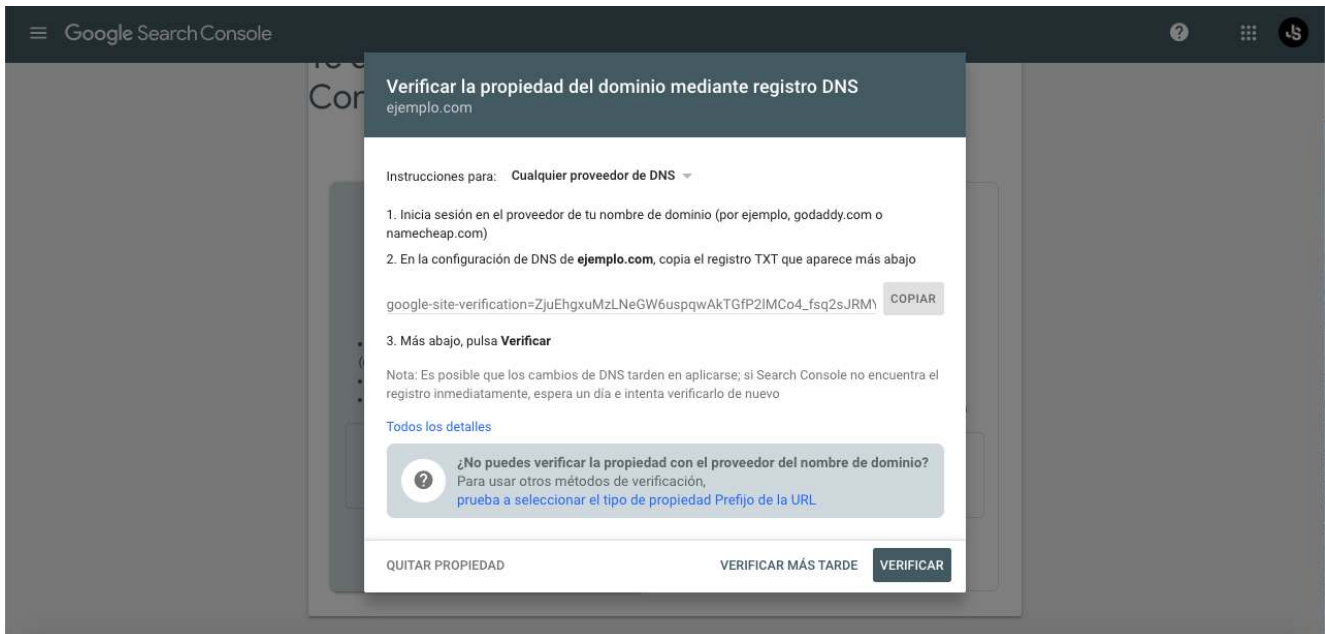 Google Search Console
JS
Cor
Verificar la propiedad del dominio mediante registro DNS
ejemplo.com
Instrucciones para: Cualquier proveedor de DNS
1. Inicia sesión en el proveedor de tu nombre de dominio (por ejemplo, godaddy.com o
namecheap.com)
2. En la configuración de DNS de ejemplo.com, copia el registro TXT que aparece más abajo
google-site-verification=ZjuEhgxuMzLNeGW6uspqwAkTGfP2lMCo4_fsq2sJRM
COPIAR
3. Más abajo, pulsa Verificar
Nota: Es posible que los cambios de DNS tarden en aplicarse; si Search Console no encuentra el
registro inmediatamente, espera un día e intenta verificarlo de nuevo
Todos los detalles
¿No puedes verificar la propiedad con el proveedor del nombre de dominio?
Para usar otros métodos de verificación,
prueba a seleccionar el tipo de propiedad Prefijo de la URL
QUITAR PROPIEDAD
VERIFICAR MÁS TARDE
VERIFICAR